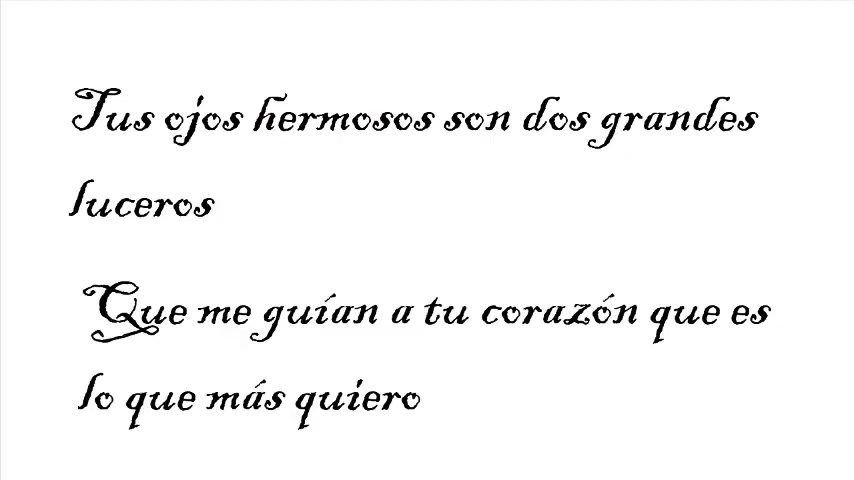 Tus ojos hermosos son dos grandes
luceros
Que me guían a tu corazón que es
lo que más quiero